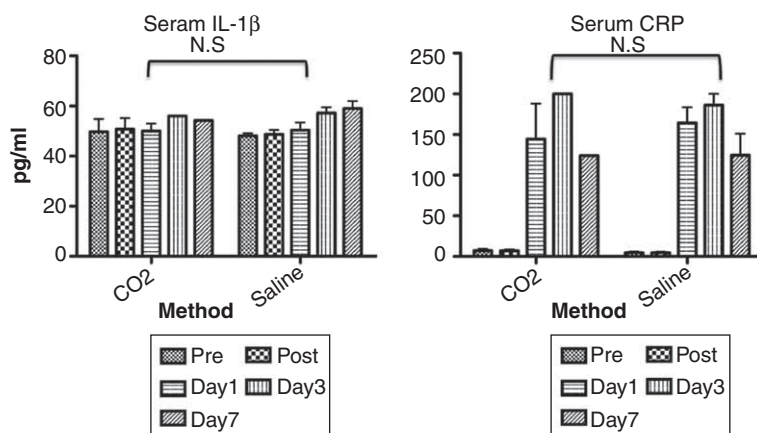 Seram IL-1β
N.S
pg/ml
80
60
40
20
0
CO2
Saline
Method
Pre
Post
Day1
Day3
Day7
Serum CRP
N.S
250
200
150
100
50
0
CO2
Saline
Method
Pre
Post
Day1
Day3
Day7